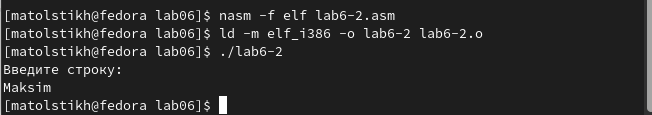 [matolstikh@fedora lab06]$ nasm -f elf lab6-2.asm
[matolstikh@fedora lab06]$ ld -m elf_i386 -o lab6-2 lab6-2.o
[matolstikh@fedora lab06]$ ./lab6-2
Введите строку:
Maksim
[matolstikh@fedora lab06]$